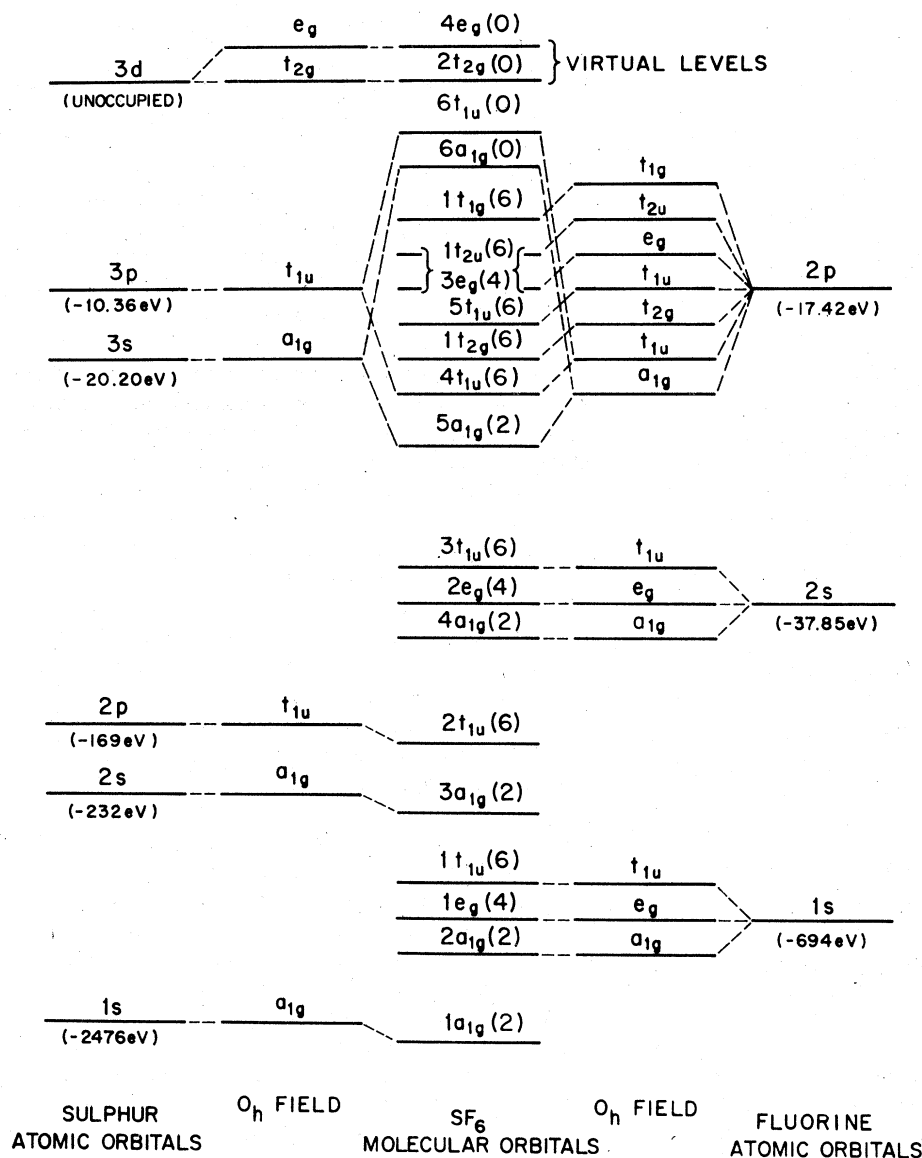 e_g 4e_g(0)
3d t_2g 2t_2g(0) } VIRTUAL LEVELS
(UNOCCUPIED)
6t_1u(0)
6a_1g(0)
t_1g
1t_1g(6)
t_2u
1t_2u(6)
e_g
3p t_1u 3e_g(4) t_1u 2p
(-10.36eV) (-17.42eV)
5t_1u(6)
t_2g
3s a_1g 1t_2g(6) t_1u
(-20.20eV) 4t_1u(6) a_1g
5a_1g(2)
3t_1u(6) t_1u
2e_g(4) e_g 2s
4a_1g(2) a_1g (-37.85eV)
2p t_1u 2t_1u(6)
(-169eV)
2s a_1g 3a_1g(2)
(-232eV)
1t_1u(6) t_1u
1e_g(4) e_g 1s
2a_1g(2) a_1g (-694eV)
1s a_1g 1a_1g(2)
(-2476eV)
SULPHUR
ATOMIC ORBITALS
O_h FIELD
SF_6
MOLECULAR ORBITALS
O_h FIELD
FLUORINE
ATOMIC ORBITALS